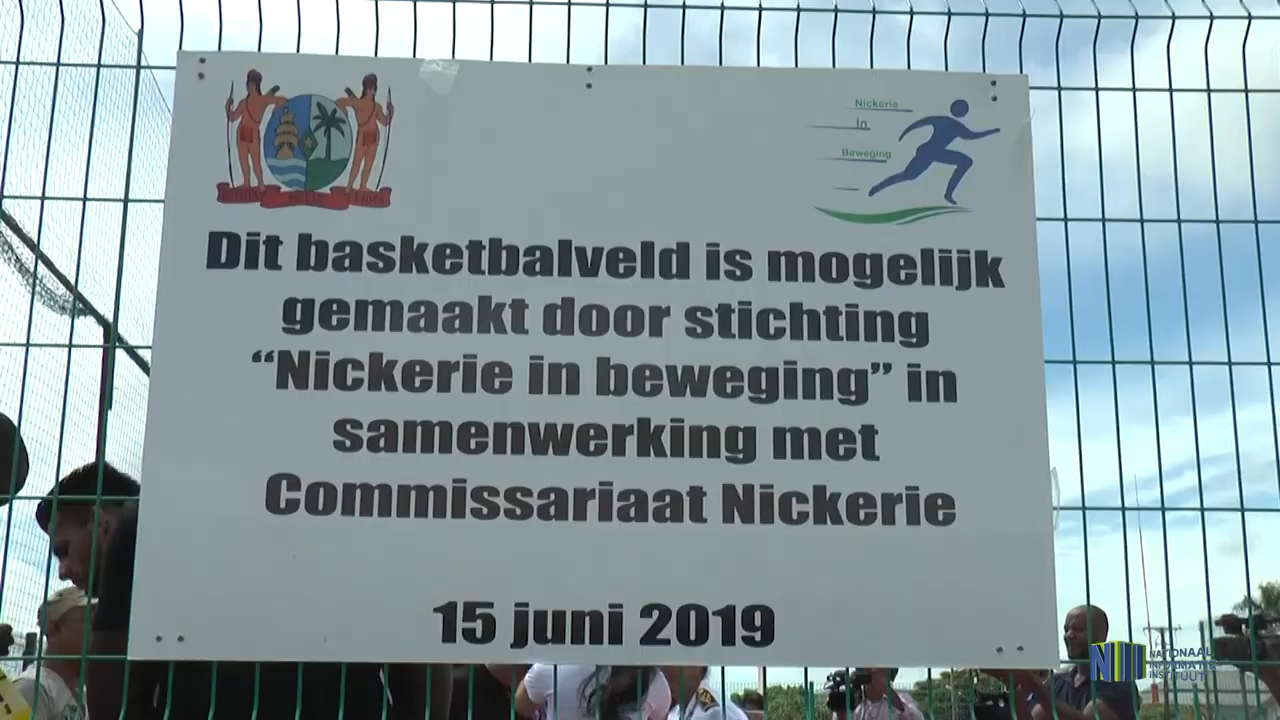 Nickerie
In
Beweging
Dit basketbalveld is mogelijk
gemaakt door stichting
“Nickerie in beweging” in
samenwerking met
Commissariaat Nickerie
15 juni 2019
NII NATIONAAL
INFORMATIE
INSTITUUT